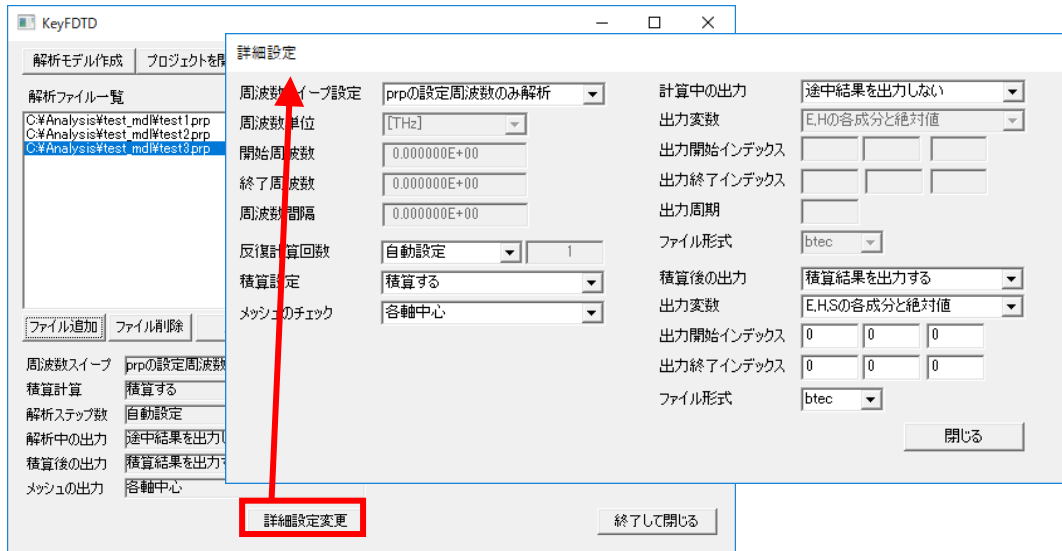 KeyFDTD
解析モデル作成 プロジェクトを開
解析ファイル一覧
C:¥Analysis¥test_mdl¥test1.prp
C:¥Analysis¥test_mdl¥test2.prp
C:¥Analysis¥test_mdl¥test3.prp
ファイル追加 ファイル削除
周波数スイープ prpの設定周波数
積算計算 積算する
解析ステップ数 自動設定
解析中の出力 途中結果を出力し
積算後の出力 積算結果を出力す
メッシュの出力 各軸中心
詳細設定変更 終了して閉じる
詳細設定
周波数スイープ設定 prpの設定周波数のみ解析
周波数単位 [THz]
開始周波数 0.000000E+00
終了周波数 0.000000E+00
周波数間隔 0.000000E+00
反復計算回数 自動設定 1
積算設定 積算する
メッシュのチェック 各軸中心
計算中の出力 途中結果を出力しない
出力変数 E,Hの各成分と絶対値
出力開始インデックス
出力終了インデックス
出力周期
ファイル形式 btec
積算後の出力 積算結果を出力する
出力変数 E,H,Sの各成分と絶対値
出力開始インデックス 0 0 0
出力終了インデックス 0 0 0
ファイル形式 btec
閉じる